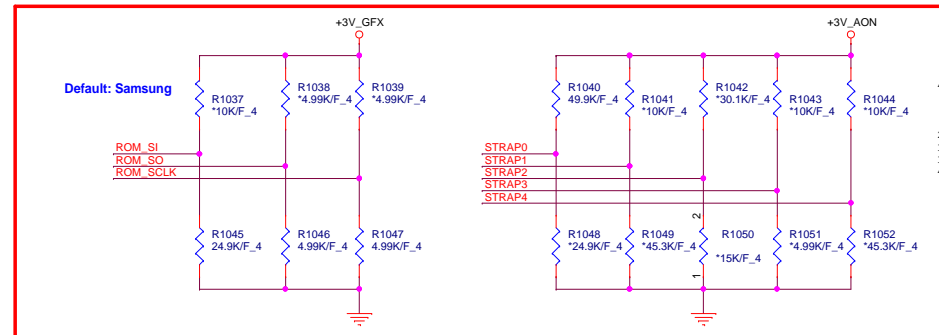 +3V_GFX
+3V_AON
Default: Samsung
R1037
*10K/F_4
R1038
*4.99K/F_4
R1039
*4.99K/F_4
R1040
49.9K/F_4
R1041
*10K/F_4
R1042
*30.1K/F_4
R1043
*10K/F_4
R1044
*10K/F_4
ROM_SI
ROM_SO
ROM_SCLK
STRAP0
STRAP1
STRAP2
STRAP3
STRAP4
R1045
24.9K/F_4
R1046
4.99K/F_4
R1047
4.99K/F_4
R1048
*24.9K/F_4
R1049
*45.3K/F_4
2
R1050
*15K/F_4
1
R1051
*4.99K/F_4
R1052
*45.3K/F_4